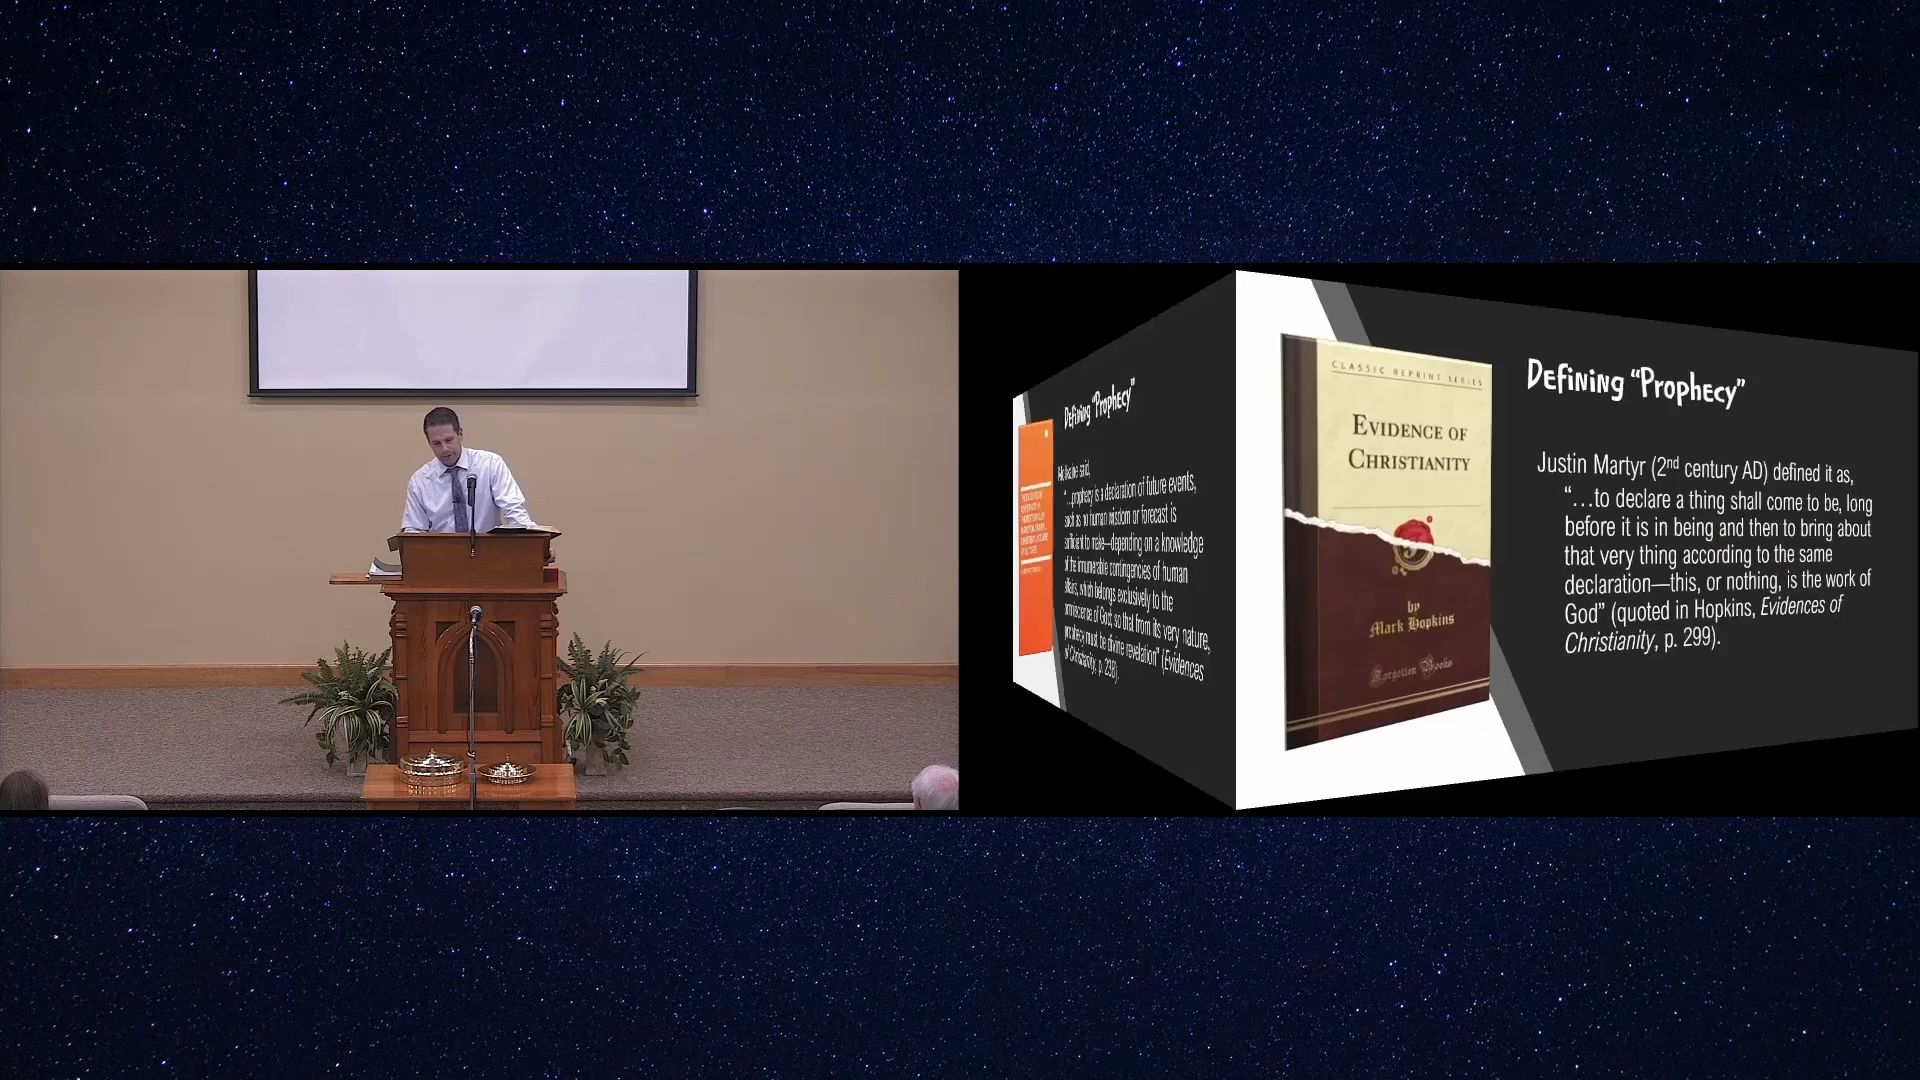 Defining “Prophecy”
McIlvaine said,
“…prophecy is a declaration of future events,
such as no human wisdom or forecast is
sufficient to make—depending on a knowledge
of the innumerable contingencies of human
affairs, which belongs exclusively to the
omniscience of God; so that from its very nature,
prophecy must be divine revelation” (Evidences
of Christianity, p. 238).
CLASSIC REPRINT SERIES
EVIDENCE OF
CHRISTIANITY
by
Mark Hopkins
Forgotten Books
Defining “Prophecy”
Justin Martyr (2nd century AD) defined it as,
“…to declare a thing shall come to be, long
before it is in being and then to bring about
that very thing according to the same
declaration—this, or nothing, is the work of
God” (quoted in Hopkins, Evidences of
Christianity, p. 299).